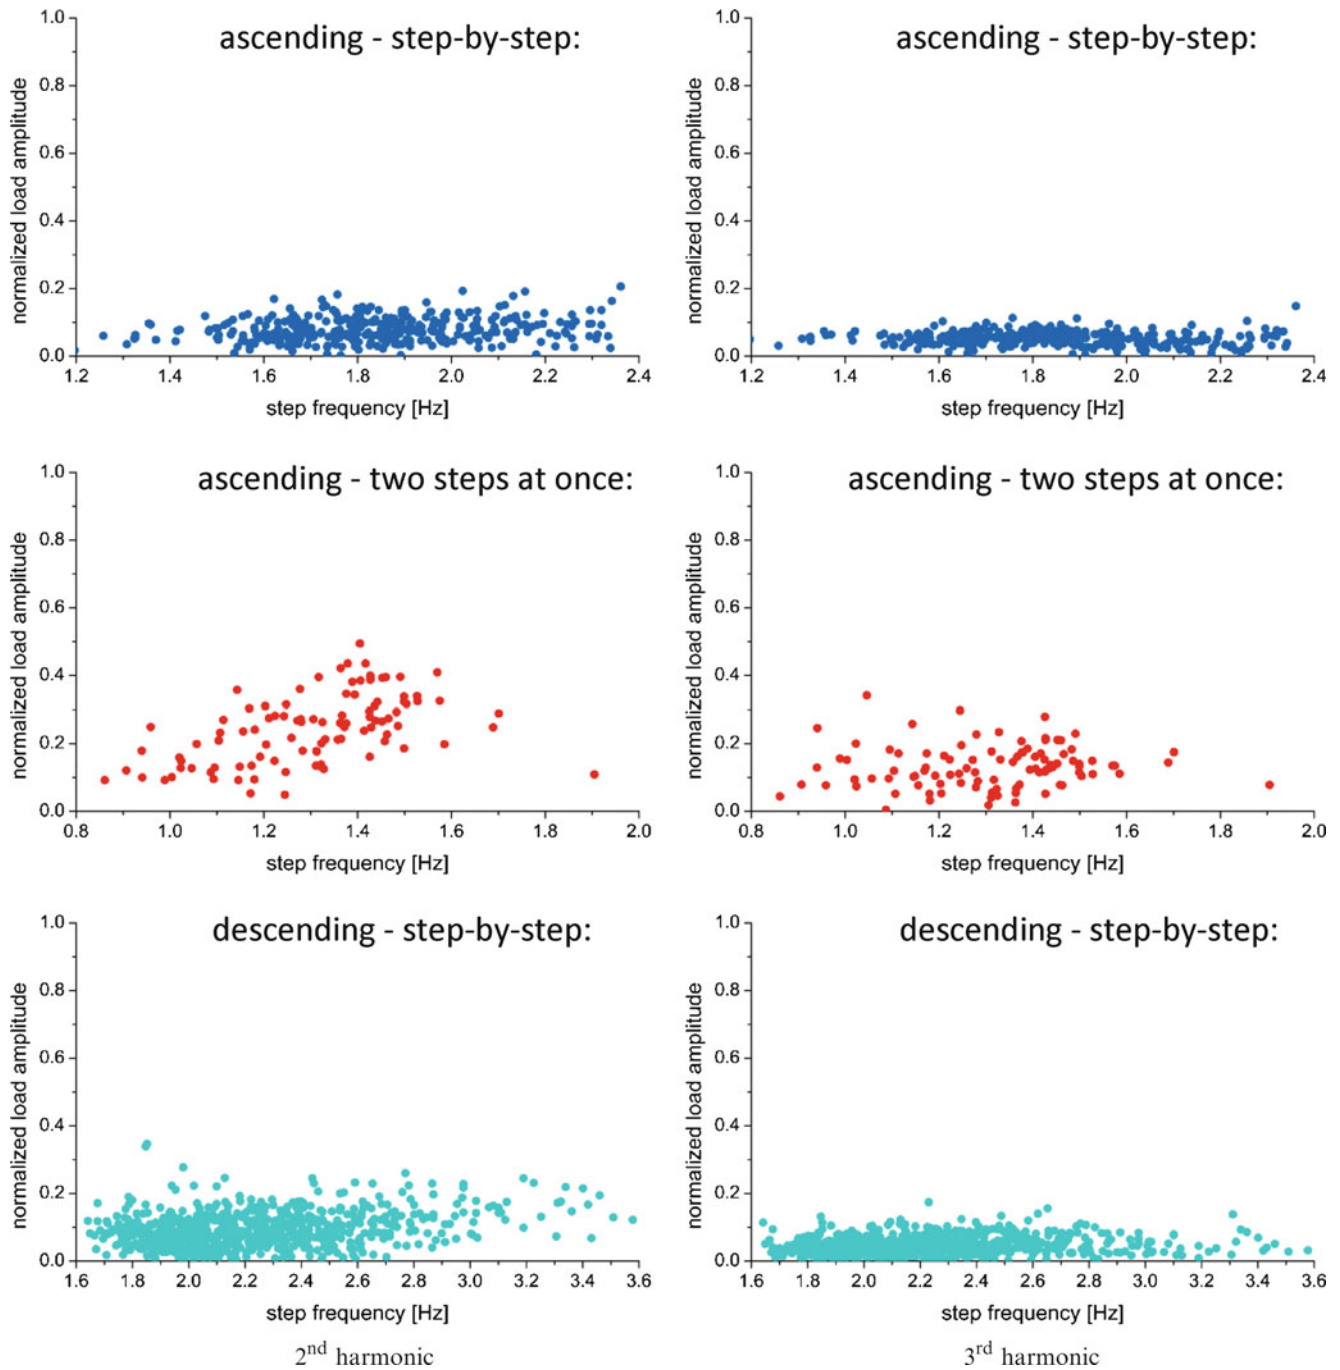 ascending - step-by-step:
normalized load amplitude
1.0
0.8
0.6
0.4
0.2
0.0
1.2 1.4 1.6 1.8 2.0 2.2 2.4
step frequency [Hz]
ascending - step-by-step:
normalized load amplitude
1.0
0.8
0.6
0.4
0.2
0.0
1.2 1.4 1.6 1.8 2.0 2.2 2.4
step frequency [Hz]
ascending - two steps at once:
normalized load amplitude
1.0
0.8
0.6
0.4
0.2
0.0
0.8 1.0 1.2 1.4 1.6 1.8 2.0
step frequency [Hz]
ascending - two steps at once:
normalized load amplitude
1.0
0.8
0.6
0.4
0.2
0.0
0.8 1.0 1.2 1.4 1.6 1.8 2.0
step frequency [Hz]
descending - step-by-step:
normalized load amplitude
1.0
0.8
0.6
0.4
0.2
0.0
1.6 1.8 2.0 2.2 2.4 2.6 2.8 3.0 3.2 3.4 3.6
step frequency [Hz]
2nd harmonic
descending - step-by-step:
normalized load amplitude
1.0
0.8
0.6
0.4
0.2
0.0
1.6 1.8 2.0 2.2 2.4 2.6 2.8 3.0 3.2 3.4 3.6
step frequency [Hz]
3rd harmonic